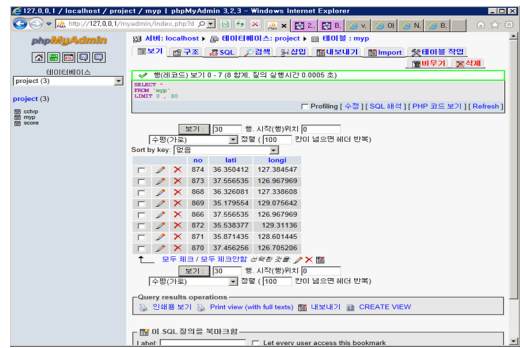 127.0.0.1 / localhost / project / myp | phpMyAdmin 3.2.3 - Windows Internet Explorer
phpMyAdmin
데이터베이스
project (3)
project (3)
cctvp
myp
score
서버: localhost ▶ 데이터베이스: project ▶ 테이블 : myp
보기 구조 SQL 검색 삽입 내보내기 Import 테이블 작업
비우기 삭제
행(레코드) 보기 0 - 7 (8 합계, 질의 실행시간 0.0005 초)
SELECT *
FROM `myp`
LIMIT 0 , 30
Profiling [ 수정 ] [ SQL 해석 ] [ PHP 코드 보기 ] [ Refresh ]
보기 : 30 행. 시작(행)위치 0
수평(가로) 정렬 ( 100 칸이 넘으면 헤더 반복)
Sort by key: 없음
no lati longi
874 36.350412 127.384547
873 37.556535 126.967969
868 36.326081 127.338608
869 35.179554 129.075642
866 37.556535 126.967969
872 35.538377 129.31136
871 35.871435 128.601445
870 37.456256 126.705206
모두 체크 / 모두 체크안함 선택한 것을:
보기 : 30 행. 시작(행)위치 0
수평(가로) 정렬 ( 100 칸이 넘으면 헤더 반복)
Query results operations
인쇄용 보기 Print view (with full texts) 내보내기 CREATE VIEW
이 SQL 질의를 북마크함
Label: Let every user access this bookmark